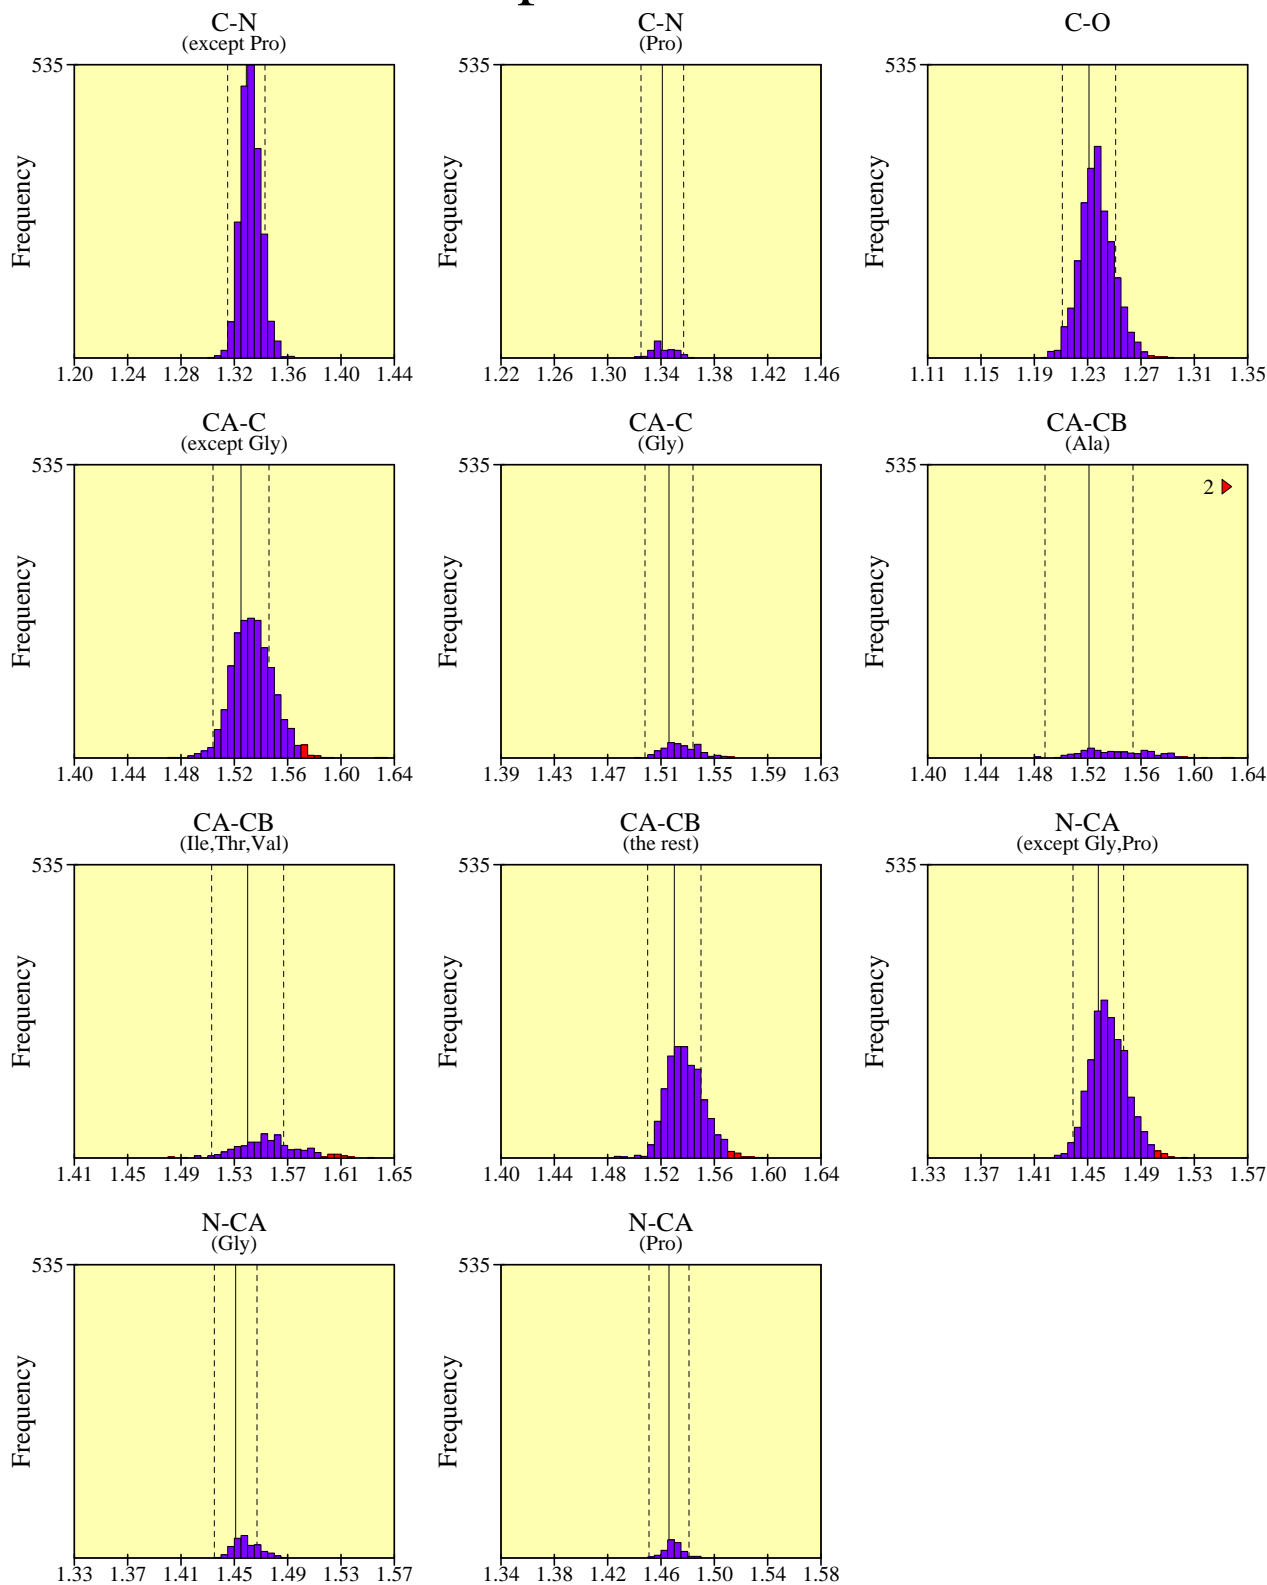 C-N
(except Pro)
535
Frequency
1.20 1.24 1.28 1.32 1.36 1.40 1.44
C-N
(Pro)
535
Frequency
1.22 1.26 1.30 1.34 1.38 1.42 1.46
C-O
535
Frequency
1.11 1.15 1.19 1.23 1.27 1.31 1.35
CA-C
(except Gly)
535
Frequency
1.40 1.44 1.48 1.52 1.56 1.60 1.64
CA-C
(Gly)
535
Frequency
1.39 1.43 1.47 1.51 1.55 1.59 1.63
CA-CB
(Ala)
535
2
Frequency
1.40 1.44 1.48 1.52 1.56 1.60 1.64
CA-CB
(Ile,Thr,Val)
535
Frequency
1.41 1.45 1.49 1.53 1.57 1.61 1.65
CA-CB
(the rest)
535
Frequency
1.40 1.44 1.48 1.52 1.56 1.60 1.64
N-CA
(except Gly,Pro)
535
Frequency
1.33 1.37 1.41 1.45 1.49 1.53 1.57
N-CA
(Gly)
535
Frequency
1.33 1.37 1.41 1.45 1.49 1.53 1.57
N-CA
(Pro)
535
Frequency
1.34 1.38 1.42 1.46 1.50 1.54 1.58